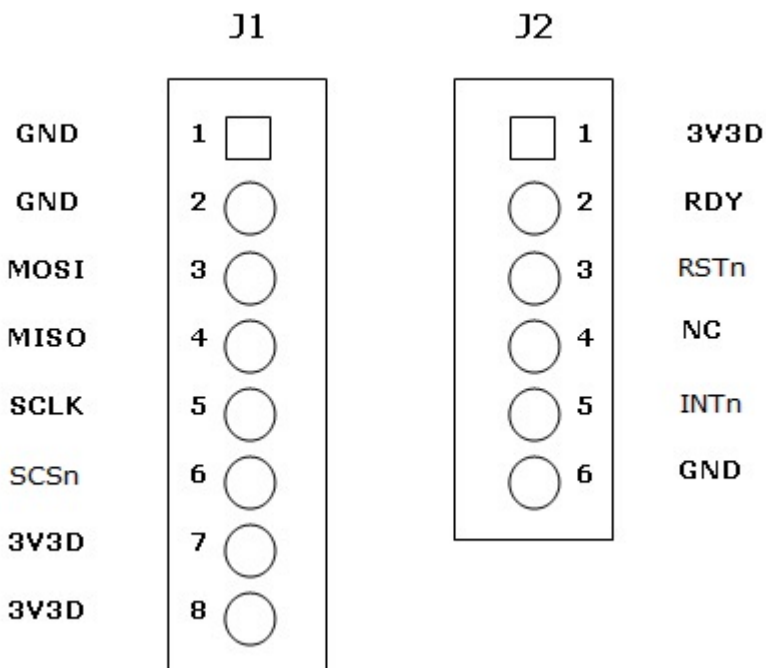 J1 J2
GND 1 1 3V3D
GND 2 2 RDY
MOSI 3 3 RSTn
MISO 4 4 NC
SCLK 5 5 INTn
SCSn 6 6 GND
3V3D 7
3V3D 8